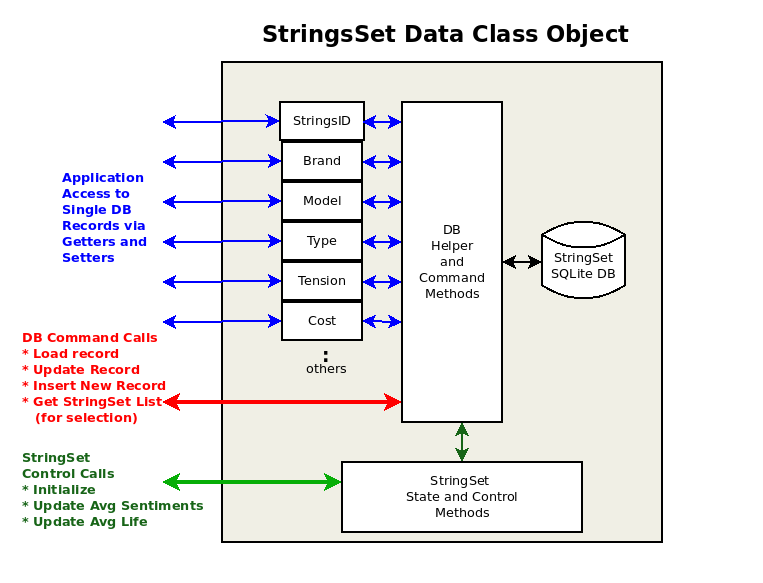 StringsSet Data Class Object
StringsID
Brand
Model
Type
Tension
Cost
:
others
Application
Access to
Single DB
Records via
Getters and
Setters
DB
Helper
and
Command
Methods
StringSet
SQLite DB
DB Command Calls
* Load record
* Update Record
* Insert New Record
* Get StringSet List
(for selection)
StringSet
Control Calls
* Initialize
* Update Avg Sentiments
* Update Avg Life
StringSet
State and Control
Methods